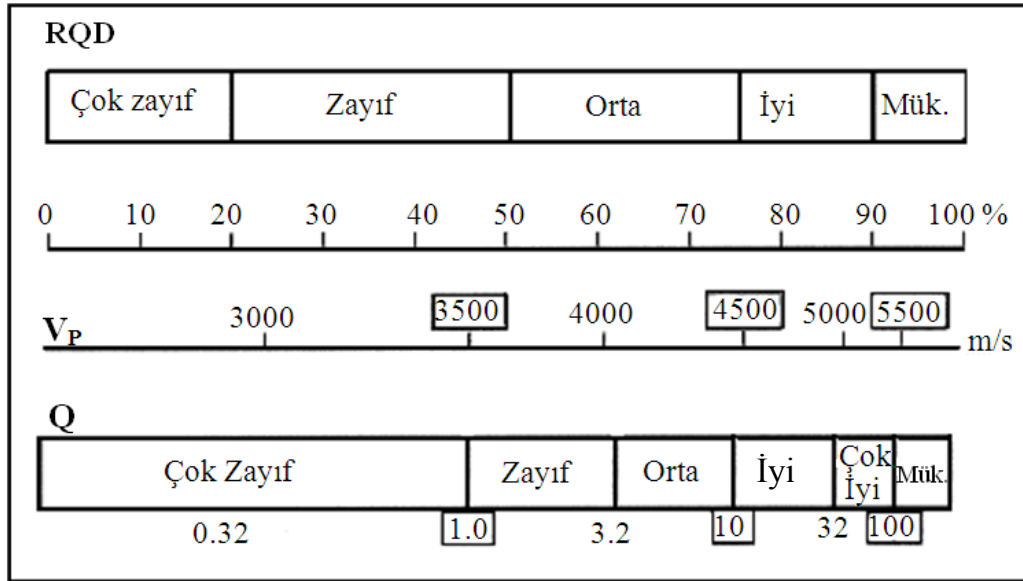 RQD
Çok zayıf Zayıf Orta İyi Mük.
0 10 20 30 40 50 60 70 80 90 100 %
V_P 3000 3500 4000 4500 5000 5500 m/s
Q
Çok Zayıf Zayıf Orta İyi Çok İyi Mük.
0.32 1.0 3.2 10 32 100